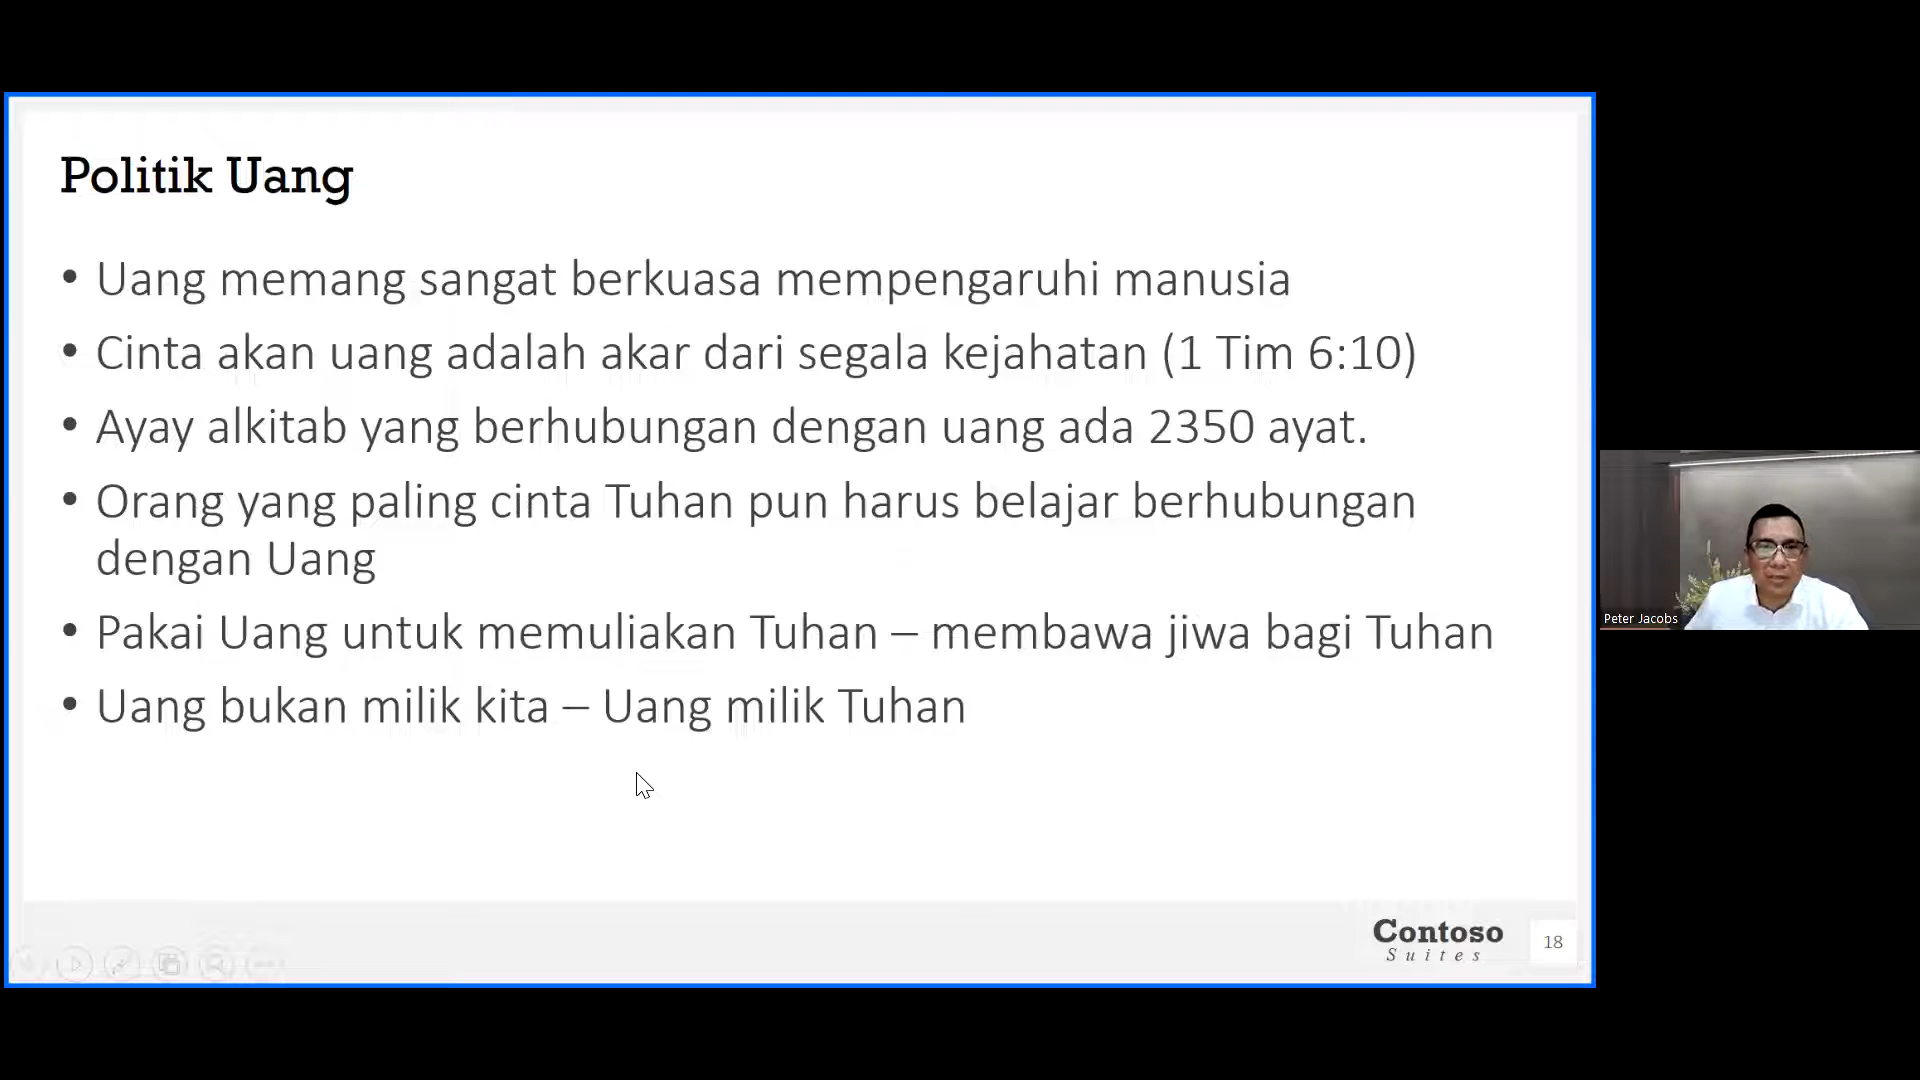 Politik Uang
• Uang memang sangat berkuasa mempengaruhi manusia
• Cinta akan uang adalah akar dari segala kejahatan (1 Tim 6:10)
• Ayay alkitab yang berhubungan dengan uang ada 2350 ayat.
• Orang yang paling cinta Tuhan pun harus belajar berhubungan
dengan Uang
• Pakai Uang untuk memuliakan Tuhan – membawa jiwa bagi Tuhan
• Uang bukan milik kita – Uang milik Tuhan
Contoso
Suites
18
Peter Jacobs